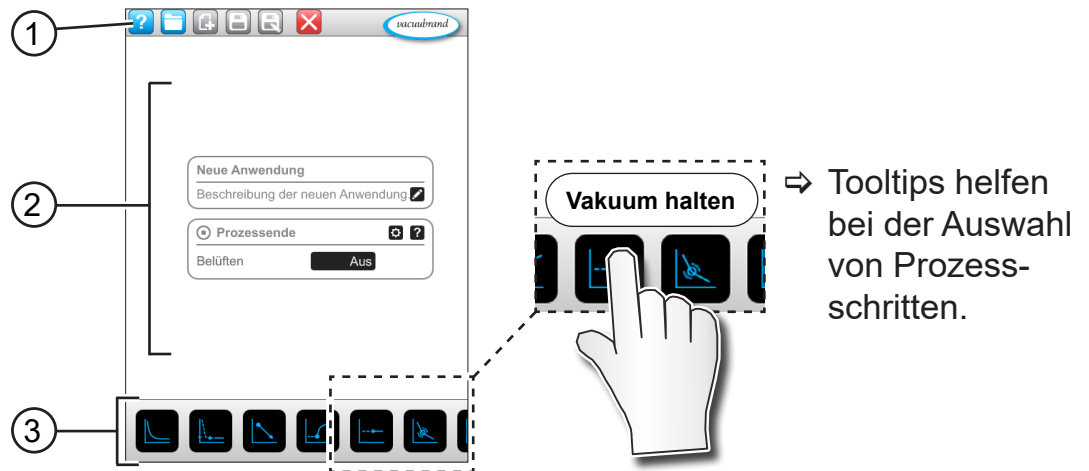 1
?
vacuubrand
2
Neue Anwendung
Beschreibung der neuen Anwendung.
Prozessende ?
Belüften Aus
3
Vakuum halten
⇨ Tooltips helfen
bei der Auswahl
von Prozess-
schritten.